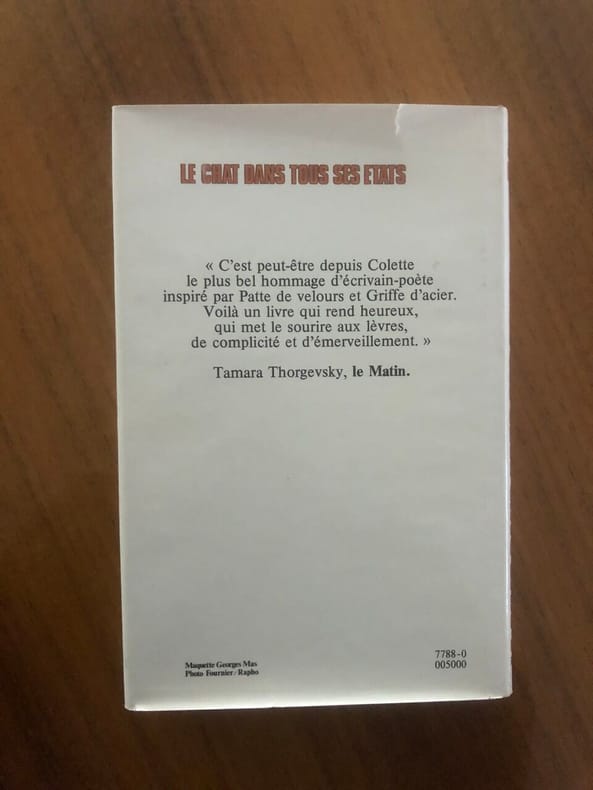 LE CHAT DANS TOUS SES ETATS
« C'est peut-être depuis Colette
le plus bel hommage d'écrivain-poète
inspiré par Patte de velours et Griffe d'acier.
Voilà un livre qui rend heureux,
qui met le sourire aux lèvres,
de complicité et d'émerveillement. »
Tamara Thorgevsky, le Matin.
Maquette Georges Mas
Photo Fournier/Rapho
7788-0
005000